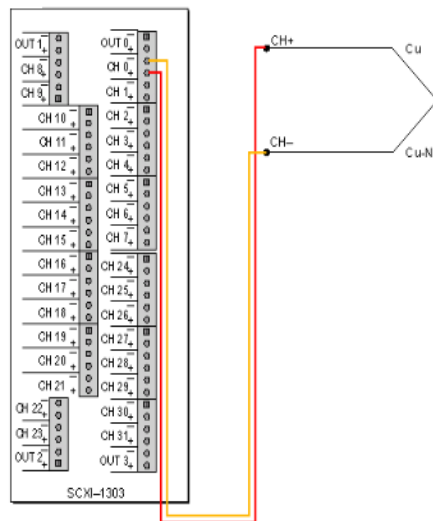 OUT 1 − +
CH 8 − +
CH 9 − +
CH 10 − +
CH 11 − +
CH 12 − +
CH 13 − +
CH 14 − +
CH 15 − +
CH 16 − +
CH 17 − +
CH 18 − +
CH 19 − +
CH 20 − +
CH 21 − +
CH 22 − +
CH 23 − +
OUT 2 − +
OUT 0 − +
CH 0 − +
CH 1 − +
CH 2 − +
CH 3 − +
CH 4 − +
CH 5 − +
CH 6 − +
CH 7 − +
CH 24 − +
CH 25 − +
CH 26 − +
CH 27 − +
CH 28 − +
CH 29 − +
CH 30 − +
CH 31 − +
OUT 3 − +
SCXI–1303
CH+
Cu
CH–
Cu-N